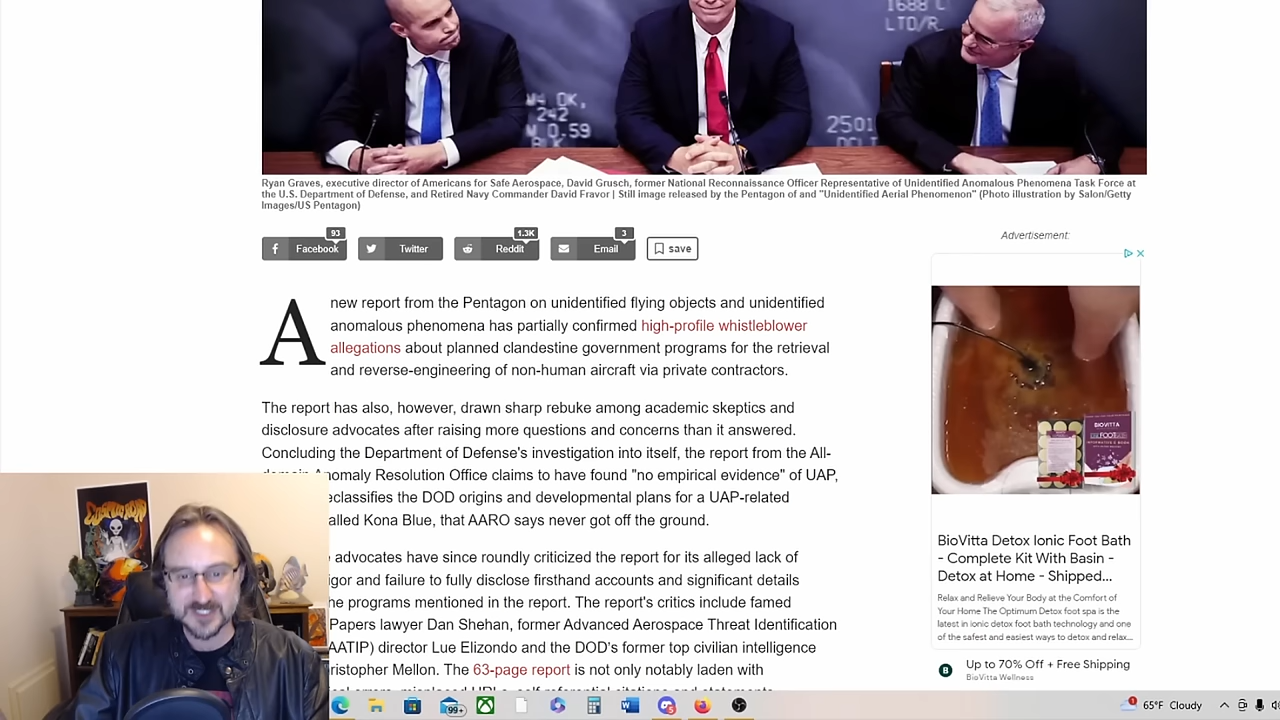 1688 L
LTD/R
M4 0K,
242
M 0.59
2501
Ryan Graves, executive director of Americans for Safe Aerospace, David Grusch, former National Reconnaissance Officer Representative of Unidentified Anomalous Phenomena Task Force at
the U.S. Department of Defense, and Retired Navy Commander David Fravor | Still image released by the Pentagon of and "Unidentified Aerial Phenomenon" (Photo illustration by Salon/Getty
Images/US Pentagon)
93 1.3K 3
Facebook Twitter Reddit Email save
Advertisement:
A new report from the Pentagon on unidentified flying objects and unidentified
anomalous phenomena has partially confirmed high-profile whistleblower
allegations about planned clandestine government programs for the retrieval
and reverse-engineering of non-human aircraft via private contractors.
The report has also, however, drawn sharp rebuke among academic skeptics and
disclosure advocates after raising more questions and concerns than it answered.
Concluding the Department of Defense's investigation into itself, the report from the All-
Anomaly Resolution Office claims to have found "no empirical evidence" of UAP,
eclassifies the DOD origins and developmental plans for a UAP-related
alled Kona Blue, that AARO says never got off the ground.
advocates have since roundly criticized the report for its alleged lack of
igor and failure to fully disclose firsthand accounts and significant details
he programs mentioned in the report. The report's critics include famed
Papers lawyer Dan Shehan, former Advanced Aerospace Threat Identification
AATIP) director Lue Elizondo and the DOD's former top civilian intelligence
ristopher Mellon. The 63-page report is not only notably laden with
BIOVITTA
BioVitta Detox Ionic Foot Bath
- Complete Kit With Basin -
Detox at Home - Shipped...
Relax and Relieve Your Body at the Comfort of
Your Home The Optimum Detox foot spa is the
latest in ionic detox foot bath technology and one
of the safest and easiest ways to detox and relax...
B
Up to 70% Off + Free Shipping
BioVitta Wellness
99+
65°F Cloudy